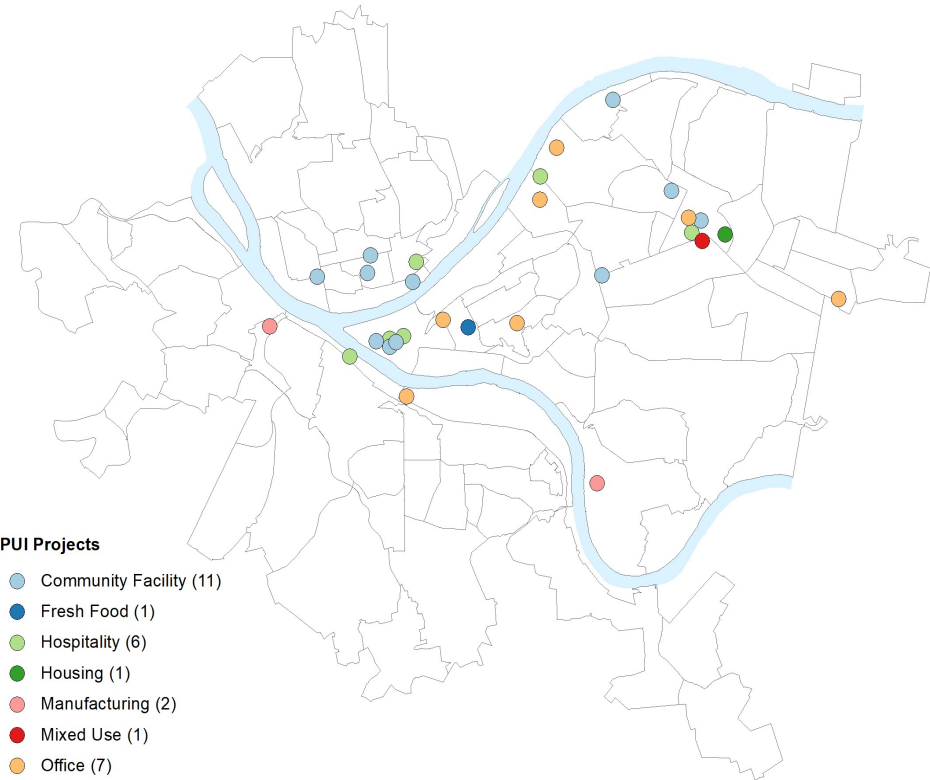 PUI Projects
Community Facility (11)
Fresh Food (1)
Hospitality (6)
Housing (1)
Manufacturing (2)
Mixed Use (1)
Office (7)